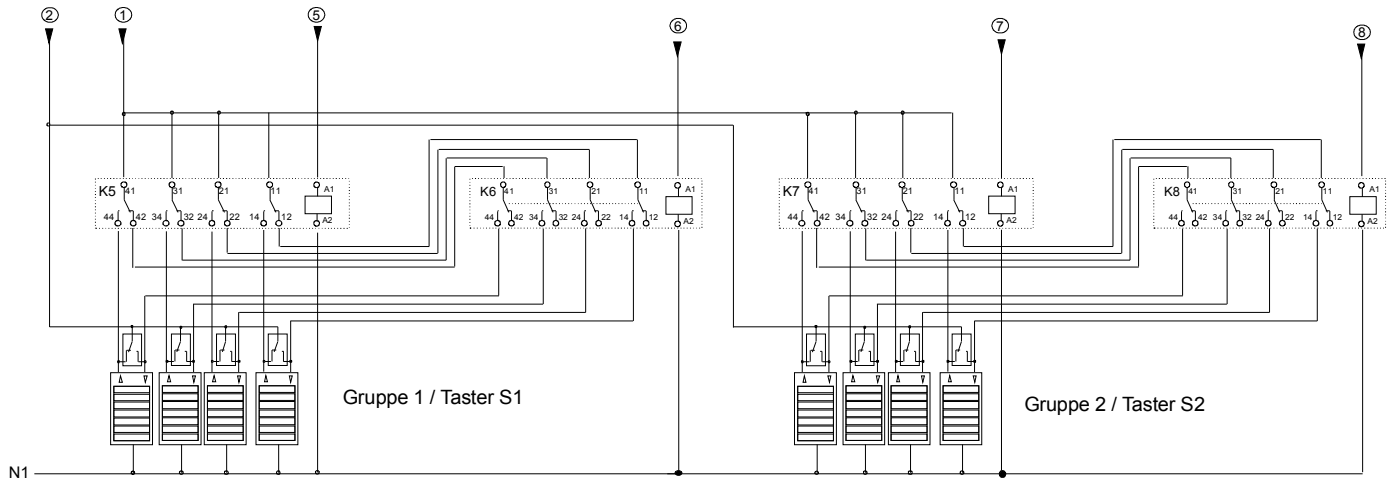 ② ① ⑤ ⑥ ⑦ ⑧
K5 41 31 21 11 A1
44 42 34 32 24 22 14 12 A2
K6 41 31 21 11 A1
44 42 34 32 24 22 14 12 A2
K7 41 31 21 11 A1
44 42 34 32 24 22 14 12 A2
K8 41 31 21 11 A1
44 42 34 32 24 22 14 12 A2
Gruppe 1 / Taster S1
Gruppe 2 / Taster S2
N1